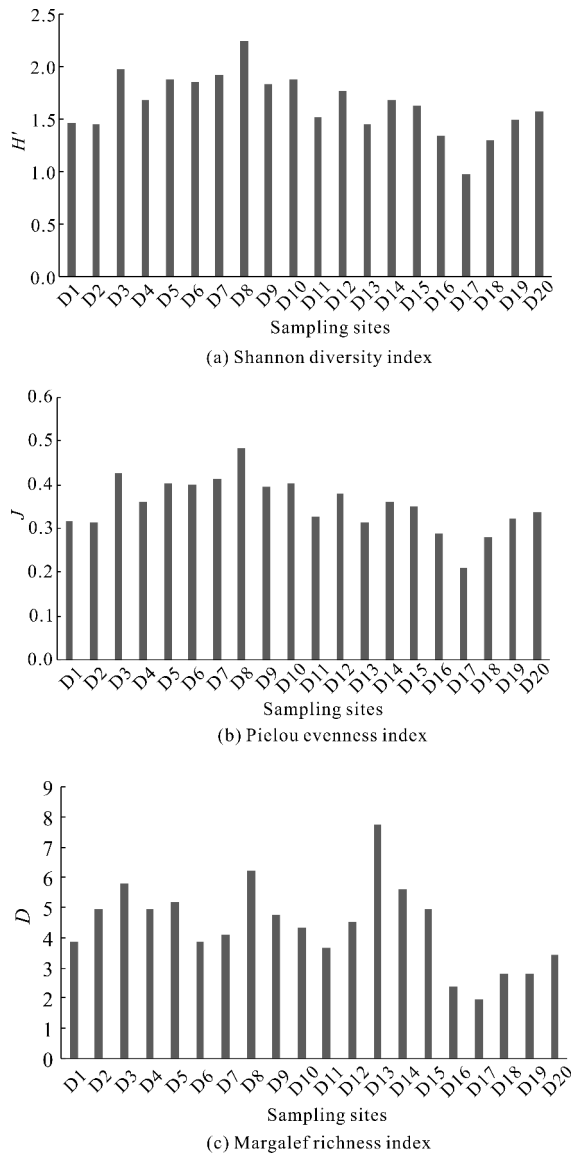 2.5
2.0
1.5
1.0
0.5
0.0
H'
D1 D2 D3 D4 D5 D6 D7 D8 D9 D10 D11 D12 D13 D14 D15 D16 D17 D18 D19 D20
Sampling sites
(a) Shannon diversity index
0.6
0.5
0.4
0.3
0.2
0.1
0.0
J
D1 D2 D3 D4 D5 D6 D7 D8 D9 D10 D11 D12 D13 D14 D15 D16 D17 D18 D19 D20
Sampling sites
(b) Pielou evenness index
9
8
7
6
5
4
3
2
1
0
D
D1 D2 D3 D4 D5 D6 D7 D8 D9 D10 D11 D12 D13 D14 D15 D16 D17 D18 D19 D20
Sampling sites
(c) Margalef richness index